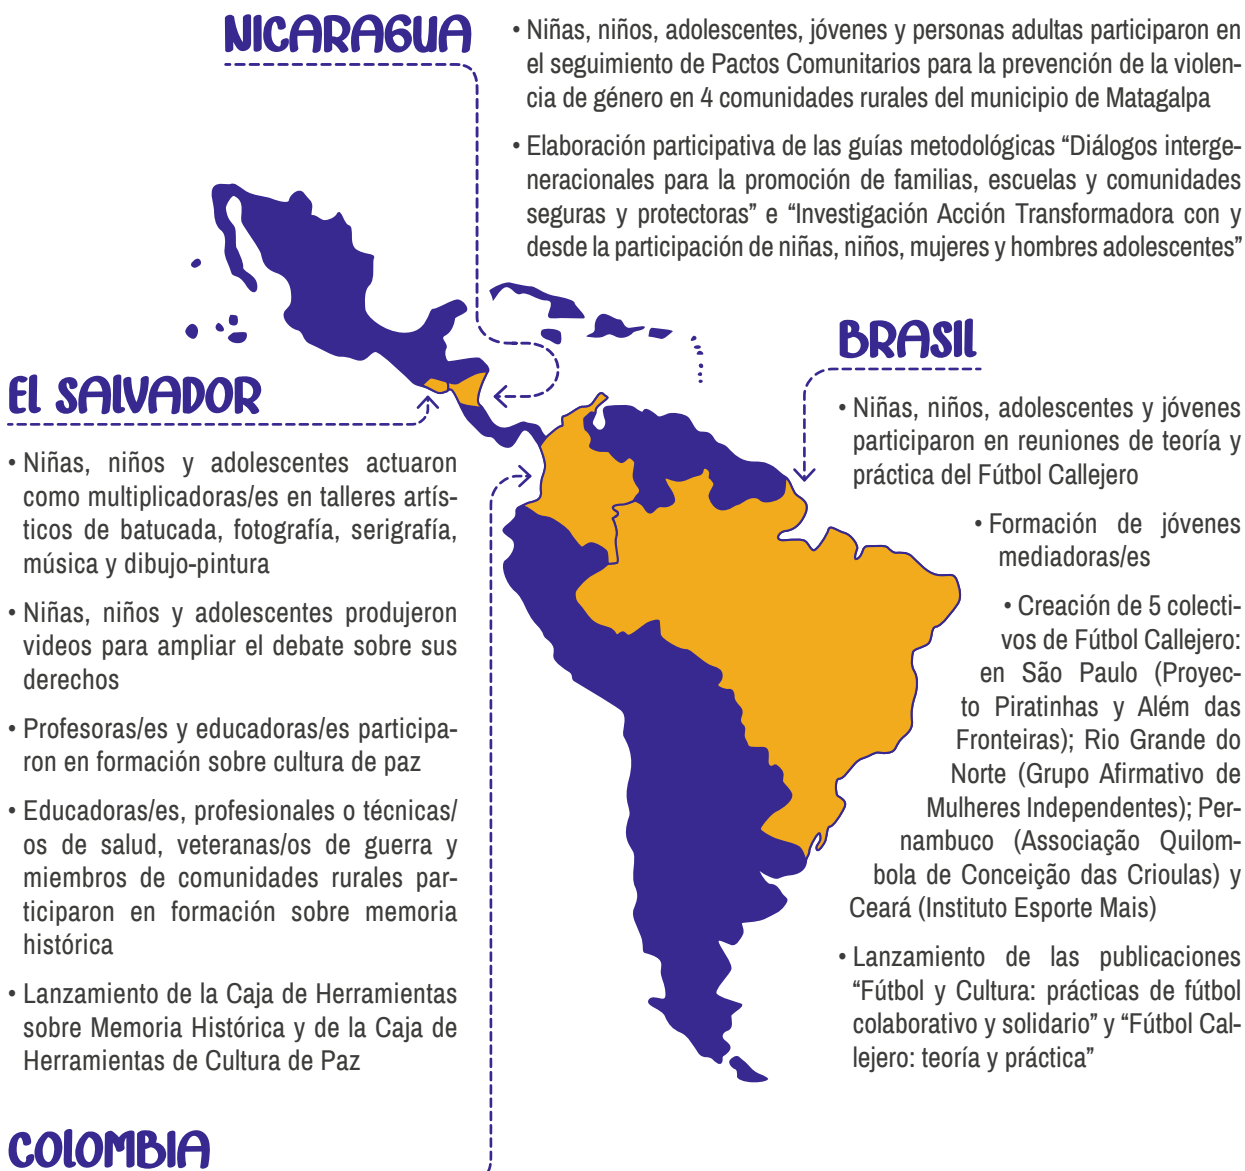 NICARAGUA
• Niñas, niños, adolescentes, jóvenes y personas adultas participaron en
el seguimiento de Pactos Comunitarios para la prevención de la violen-
cia de género en 4 comunidades rurales del municipio de Matagalpa
• Elaboración participativa de las guías metodológicas “Diálogos interge-
neracionales para la promoción de familias, escuelas y comunidades
seguras y protectoras” e “Investigación Acción Transformadora con y
desde la participación de niñas, niños, mujeres y hombres adolescentes”
EL SALVADOR
• Niñas, niños y adolescentes actuaron
como multiplicadoras/es en talleres artís-
ticos de batucada, fotografía, serigrafía,
música y dibujo-pintura
• Niñas, niños y adolescentes produjeron
videos para ampliar el debate sobre sus
derechos
• Profesoras/es y educadoras/es participa-
ron en formación sobre cultura de paz
• Educadoras/es, profesionales o técnicas/
os de salud, veteranas/os de guerra y
miembros de comunidades rurales par-
ticiparon en formación sobre memoria
histórica
• Lanzamiento de la Caja de Herramientas
sobre Memoria Histórica y de la Caja de
Herramientas de Cultura de Paz
BRASIL
• Niñas, niños, adolescentes y jóvenes
participaron en reuniones de teoría y
práctica del Fútbol Callejero
• Formación de jóvenes
mediadoras/es
• Creación de 5 colecti-
vos de Fútbol Callejero:
en São Paulo (Proyec-
to Piratinhas y Além das
Fronteiras); Rio Grande do
Norte (Grupo Afirmativo de
Mulheres Independentes); Per-
nambuco (Associação Quilom-
bola de Conceição das Crioulas) y
Ceará (Instituto Esporte Mais)
• Lanzamiento de las publicaciones
“Fútbol y Cultura: prácticas de fútbol
colaborativo y solidario” y “Fútbol Cal-
lejero: teoría y práctica”
COLOMBIA